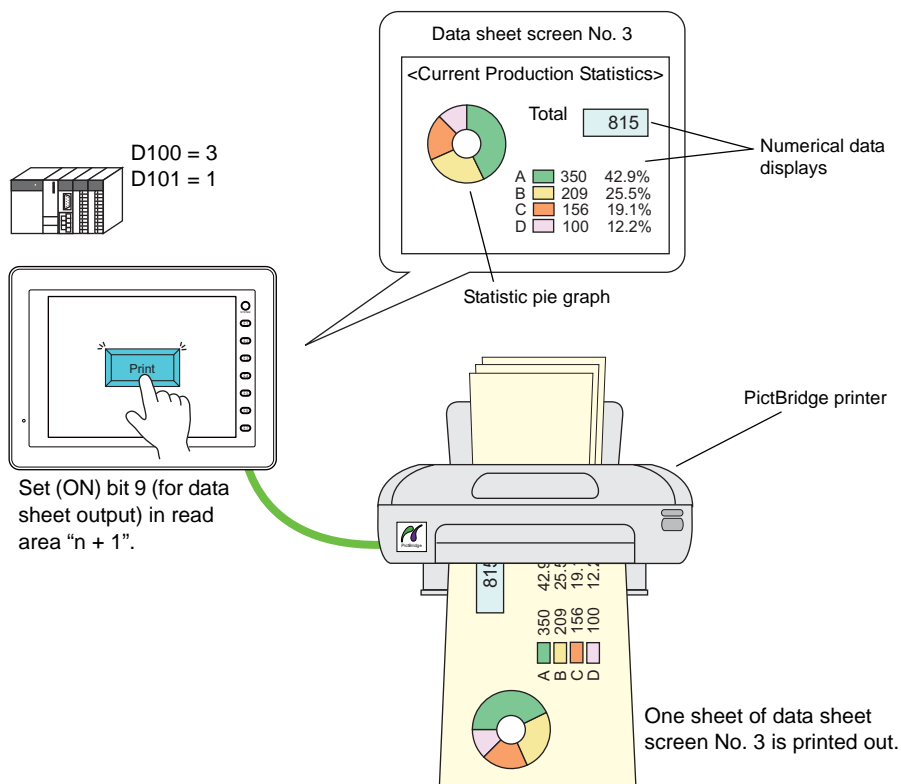 Data sheet screen No. 3
<Current Production Statistics>
Total 815
A 350 42.9%
B 209 25.5%
C 156 19.1%
D 100 12.2%
Numerical data
displays
Statistic pie graph
D100 = 3
D101 = 1
Print
Set (ON) bit 9 (for data
sheet output) in read
area “n + 1”.
PictBridge printer
PictBridge
815
A 350 42.9
B 209 25.5
C 156 19.1
D 100 12.2
One sheet of data sheet
screen No. 3 is printed out.